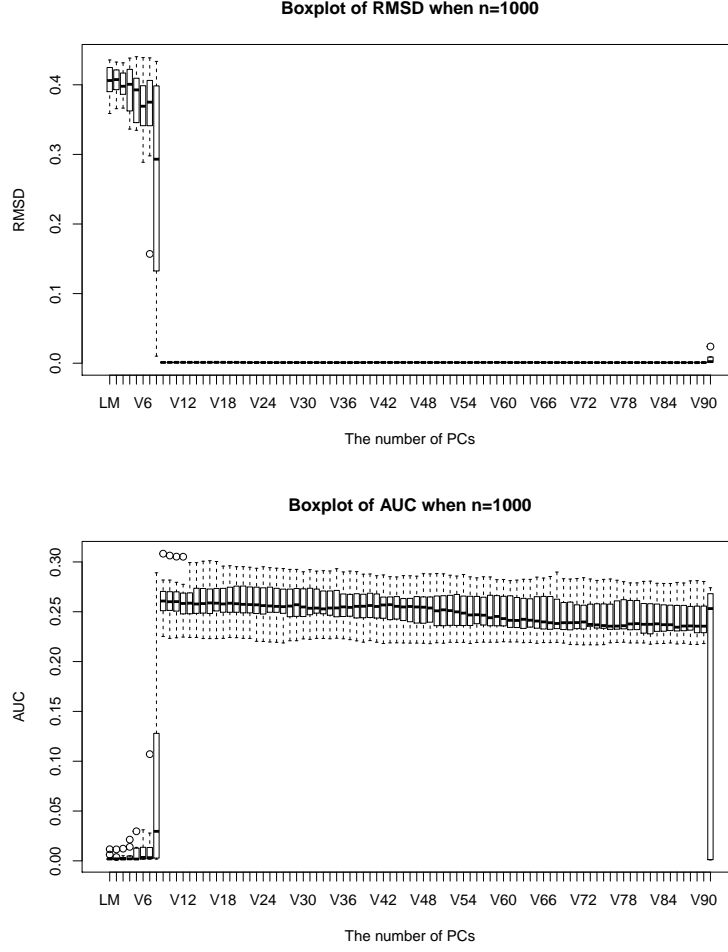 Boxplot of RMSD when n=1000
RMSD
0.4
0.3
0.2
0.1
0.0
LM V6 V12 V18 V24 V30 V36 V42 V48 V54 V60 V66 V72 V78 V84 V90
The number of PCs
Boxplot of AUC when n=1000
AUC
0.30
0.25
0.20
0.15
0.10
0.05
0.00
LM V6 V12 V18 V24 V30 V36 V42 V48 V54 V60 V66 V72 V78 V84 V90
The number of PCs